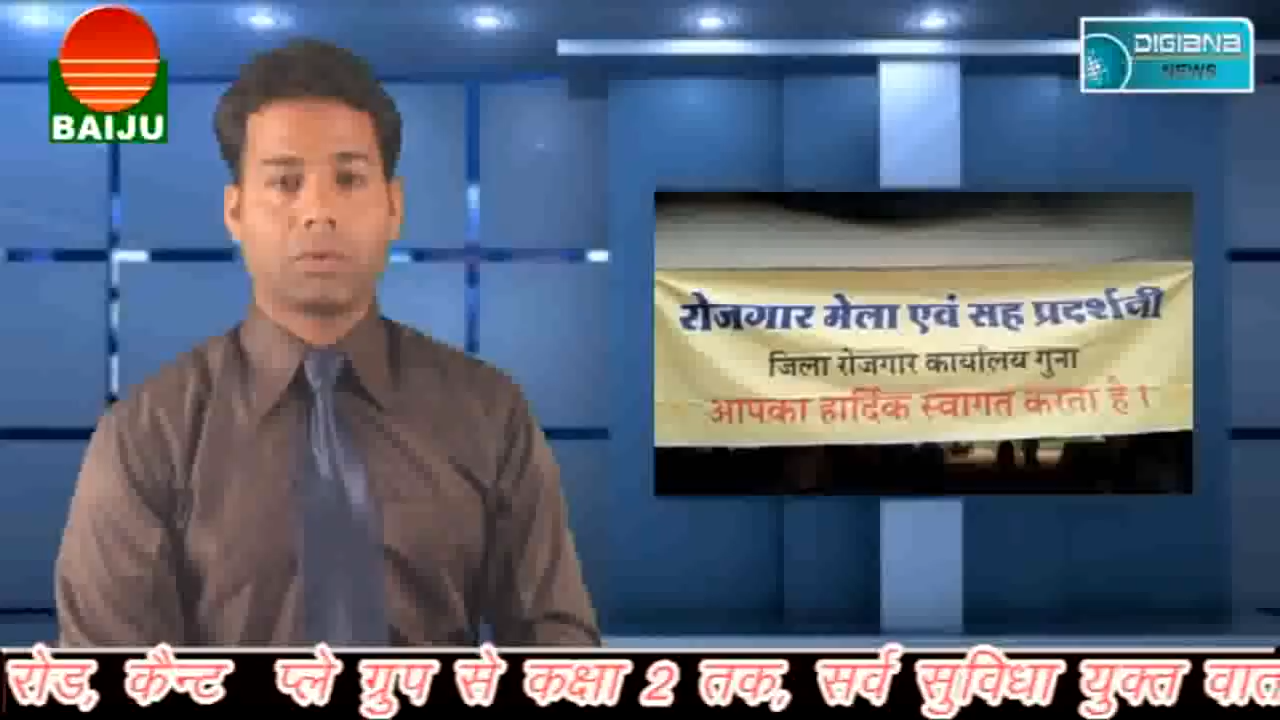 BAIJU
DIGIANA
NEWS
रोजगार मेला एवं सह प्रदर्शनी
जिला रोजगार कार्यालय गुना
आपका हार्दिक स्वागत करता है।
रोड, कैन्ट प्ले ग्रुप से कक्षा 2 तक, सर्व सुविधा युक्त वात